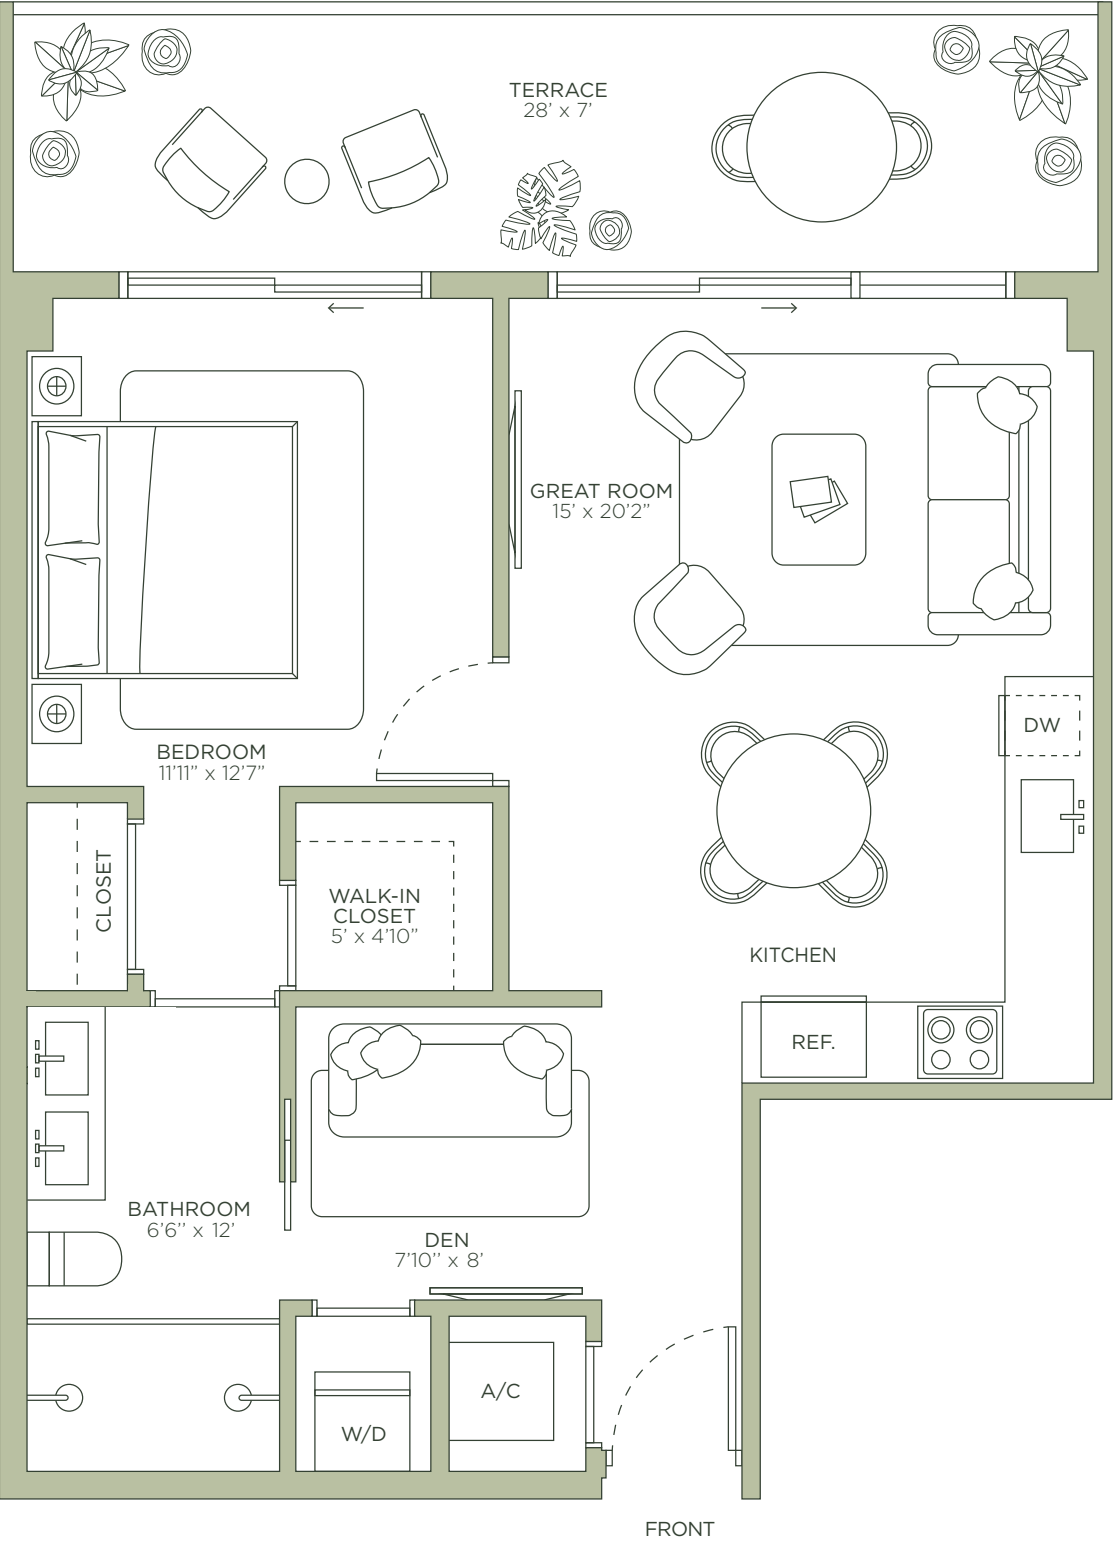 TERRACE
28’ x 7’
GREAT ROOM
15’ x 20’2”
BEDROOM
11’11” x 12’7”
DW
CLOSET
WALK-IN
CLOSET
5’ x 4’10”
KITCHEN
REF.
BATHROOM
6’6’’ x 12’
DEN
7’10’’ x 8’
A/C
W/D
FRONT